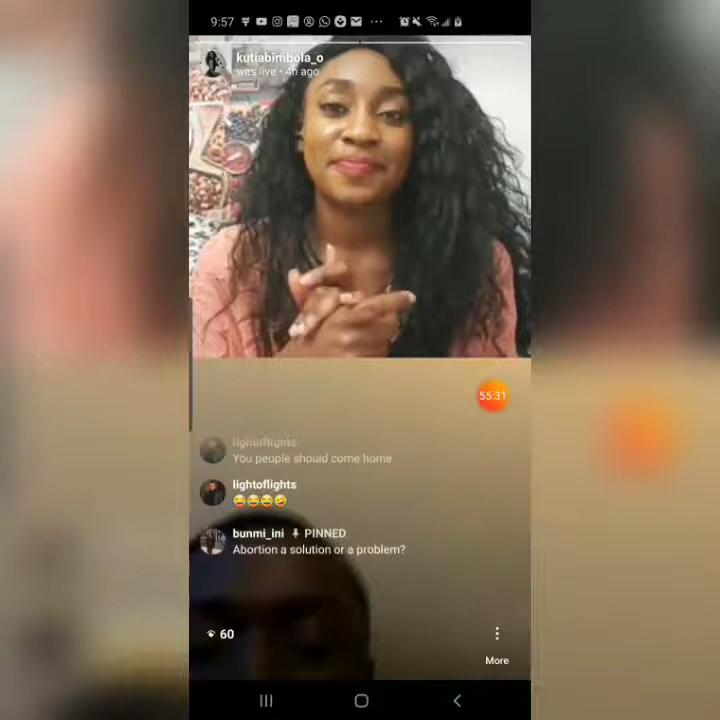 9:57
kutiabimbola_o
was live • 4h ago
55:31
lightoflights
You people should come home
lightoflights
😂😂😂🤣
bunmi_ini PINNED
Abortion a solution or a problem?
60
More